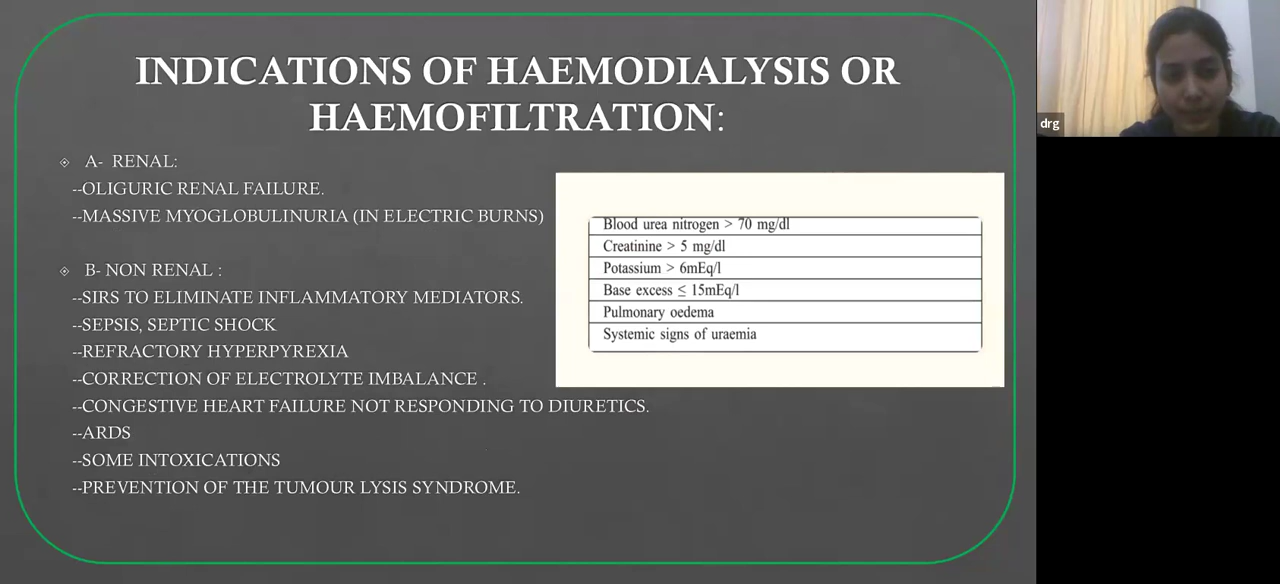 INDICATIONS OF HAEMODIALYSIS OR
HAEMOFILTRATION:
A- RENAL:
--OLIGURIC RENAL FAILURE.
--MASSIVE MYOGLOBULINURIA (IN ELECTRIC BURNS)
B- NON RENAL :
--SIRS TO ELIMINATE INFLAMMATORY MEDIATORS.
--SEPSIS, SEPTIC SHOCK
--REFRACTORY HYPERPYREXIA
--CORRECTION OF ELECTROLYTE IMBALANCE .
--CONGESTIVE HEART FAILURE NOT RESPONDING TO DIURETICS.
--ARDS
--SOME INTOXICATIONS
--PREVENTION OF THE TUMOUR LYSIS SYNDROME.
Blood urea nitrogen > 70 mg/dl
Creatinine > 5 mg/dl
Potassium > 6mEq/l
Base excess ≤ 15mEq/l
Pulmonary oedema
Systemic signs of uraemia
drg